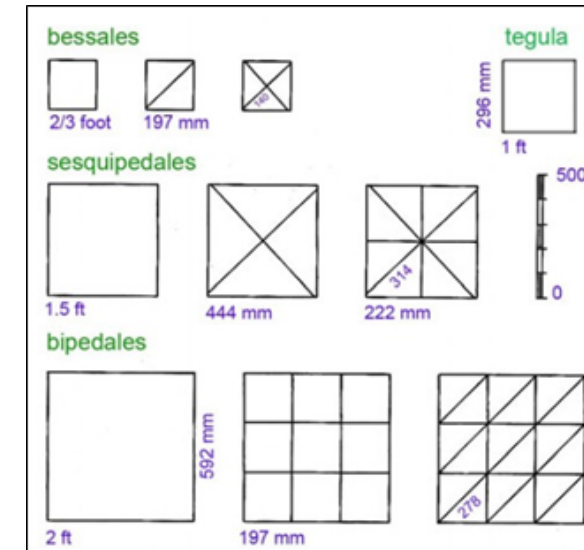 bessales
tegula
2/3 foot
197 mm
140
296 mm
1 ft
sesquipedales
500
0
314
1.5 ft
444 mm
222 mm
bipedales
592 mm
278
2 ft
197 mm